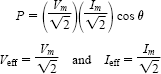 P = (V_m/√2)(I_m/√2) cos θ
V_eff = V_m/√2 and I_eff = I_m/√2